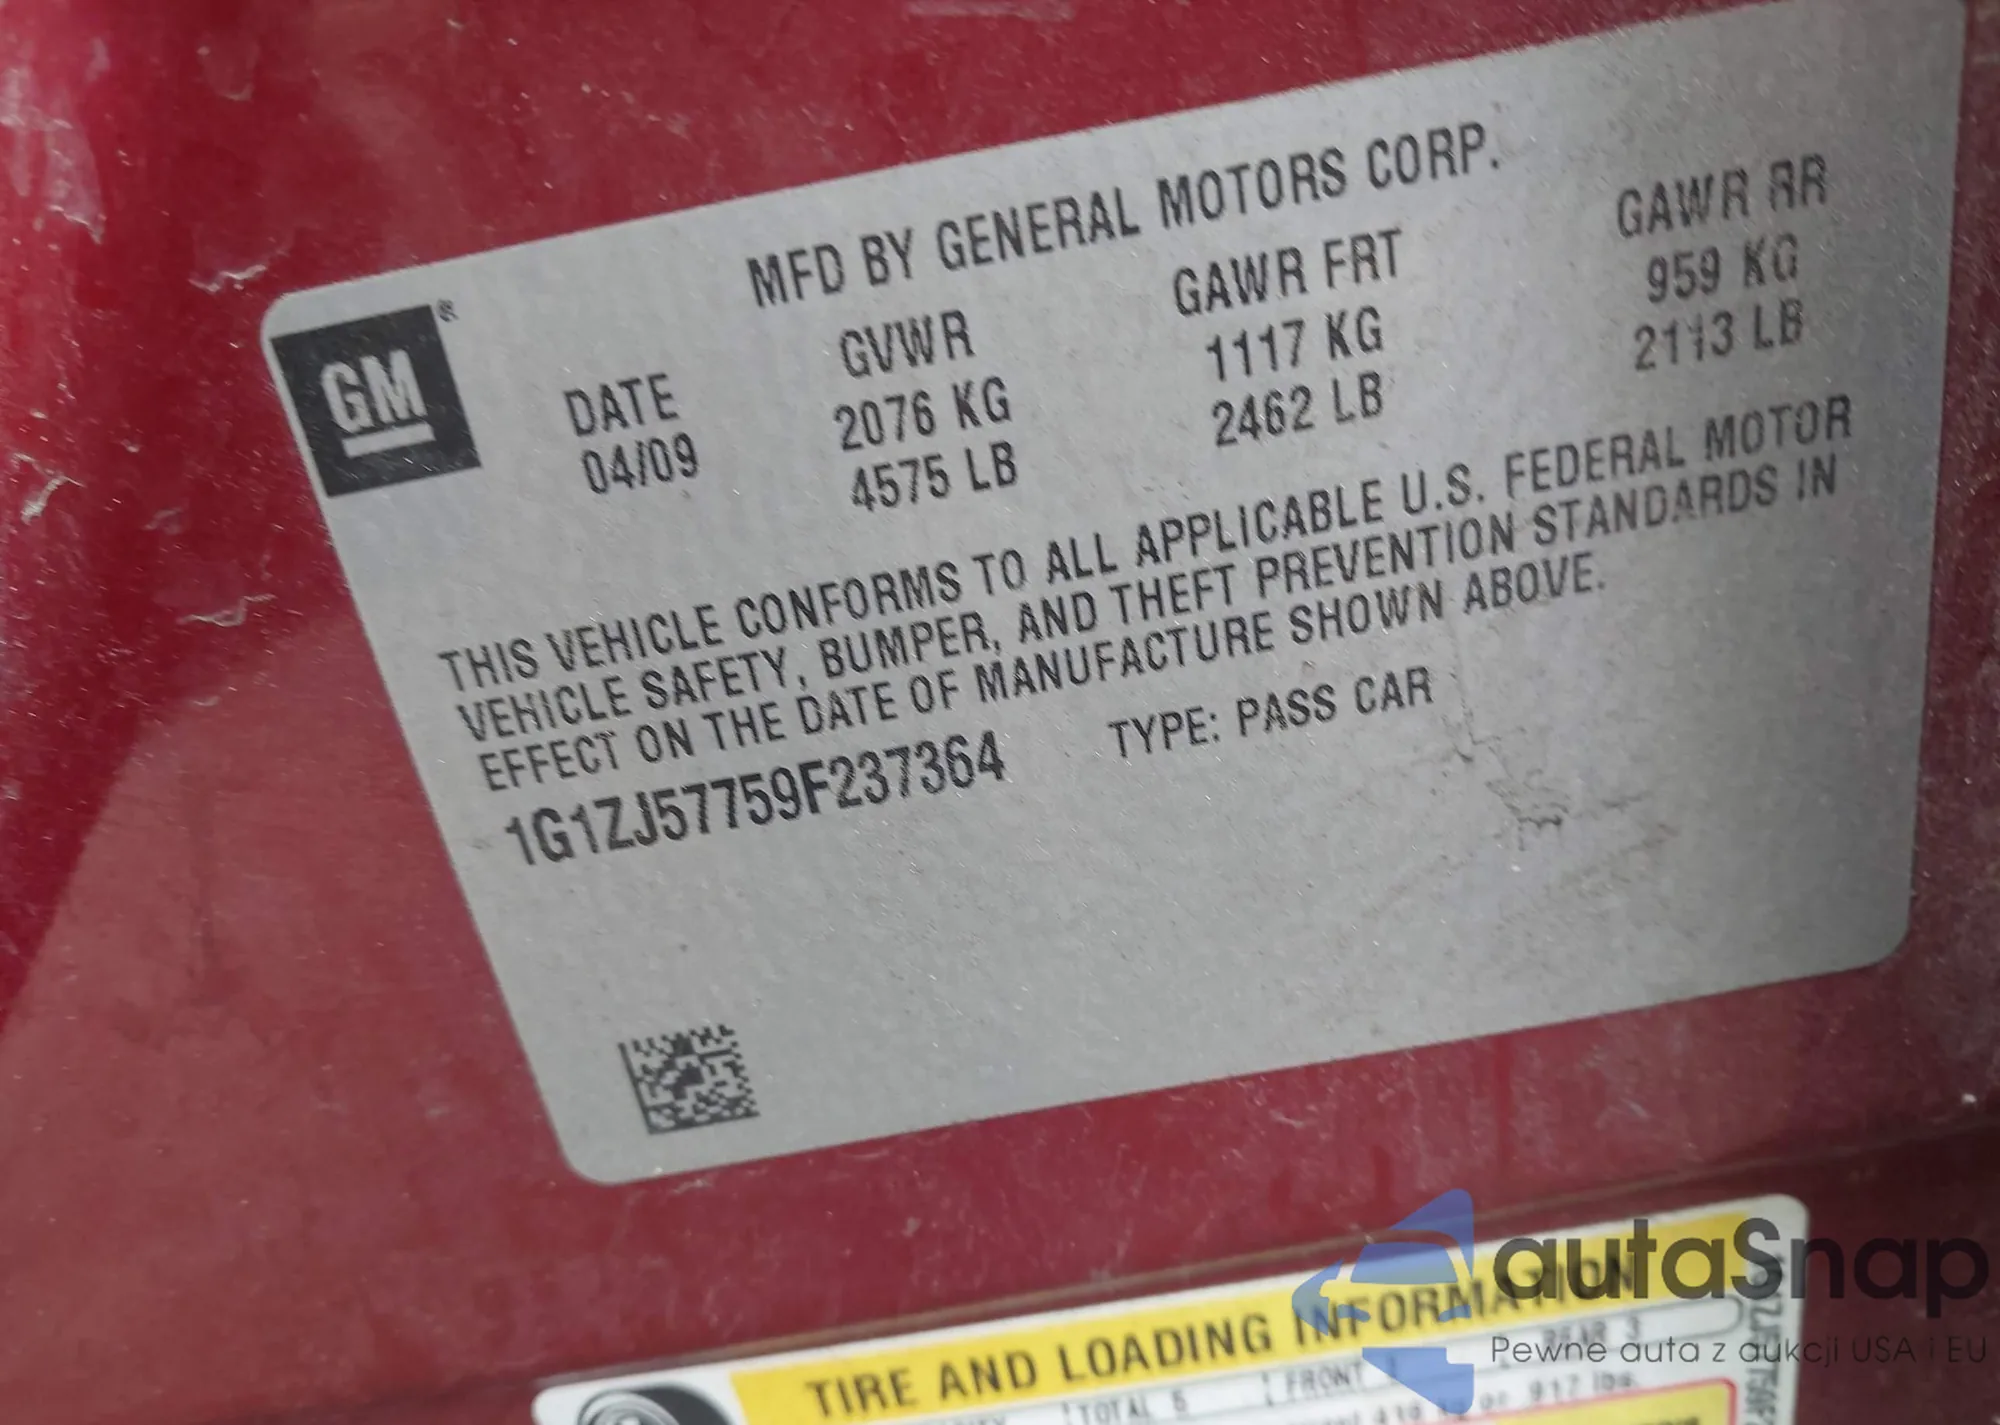 MFD BY GENERAL MOTORS CORP.
GM®
DATE GVWR GAWR FRT GAWR RR
04/09 2076 KG 1117 KG 959 KG
4575 LB 2462 LB 2113 LB
THIS VEHICLE CONFORMS TO ALL APPLICABLE U.S. FEDERAL MOTOR
VEHICLE SAFETY, BUMPER, AND THEFT PREVENTION STANDARDS IN
EFFECT ON THE DATE OF MANUFACTURE SHOWN ABOVE.
1G1ZJ57759F237364 TYPE: PASS CAR
autaSnap
Pewne auta z aukcji USA i EU
TIRE AND LOADING INFORMATION
TOTAL 5 FRONT REAR 3
917 lbs.